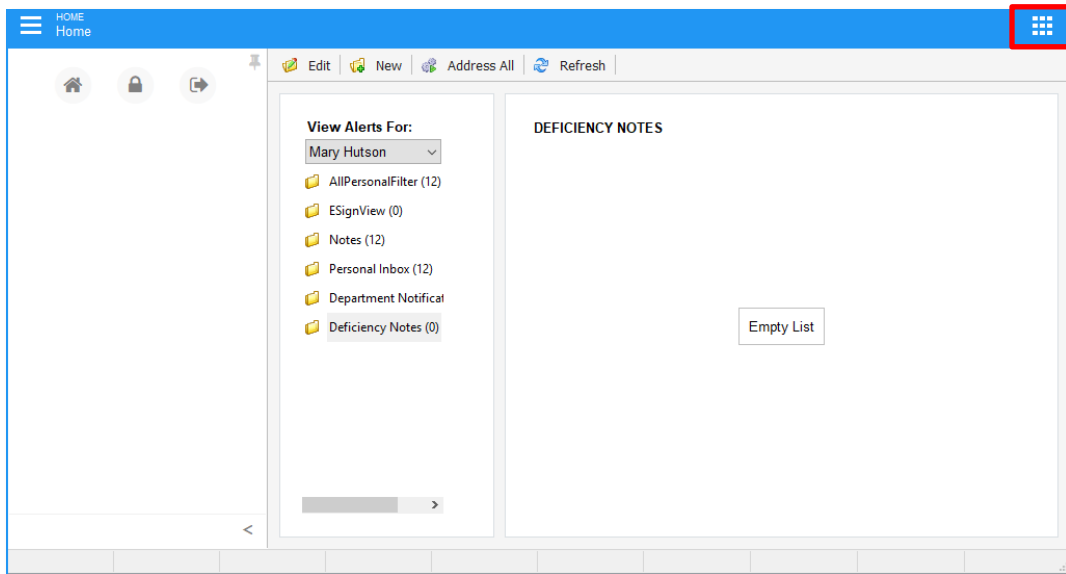 HOME
Home
Edit New Address All Refresh
View Alerts For:
Mary Hutson
AllPersonalFilter (12)
ESignView (0)
Notes (12)
Personal Inbox (12)
Department Notificat
Deficiency Notes (0)
DEFICIENCY NOTES
Empty List